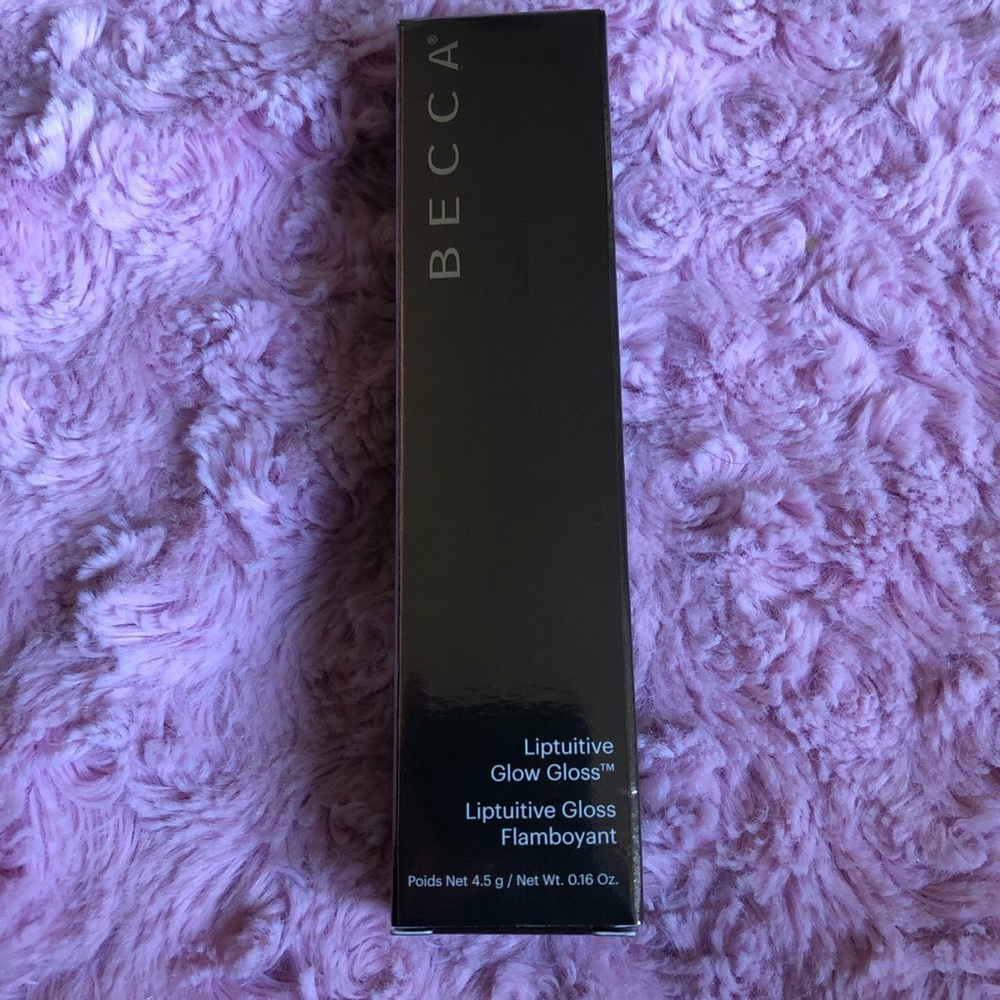 BECCA®
Liptuitive
Glow Gloss™
Liptuitive Gloss
Flamboyant
Poids Net 4.5 g / Net Wt. 0.16 Oz.